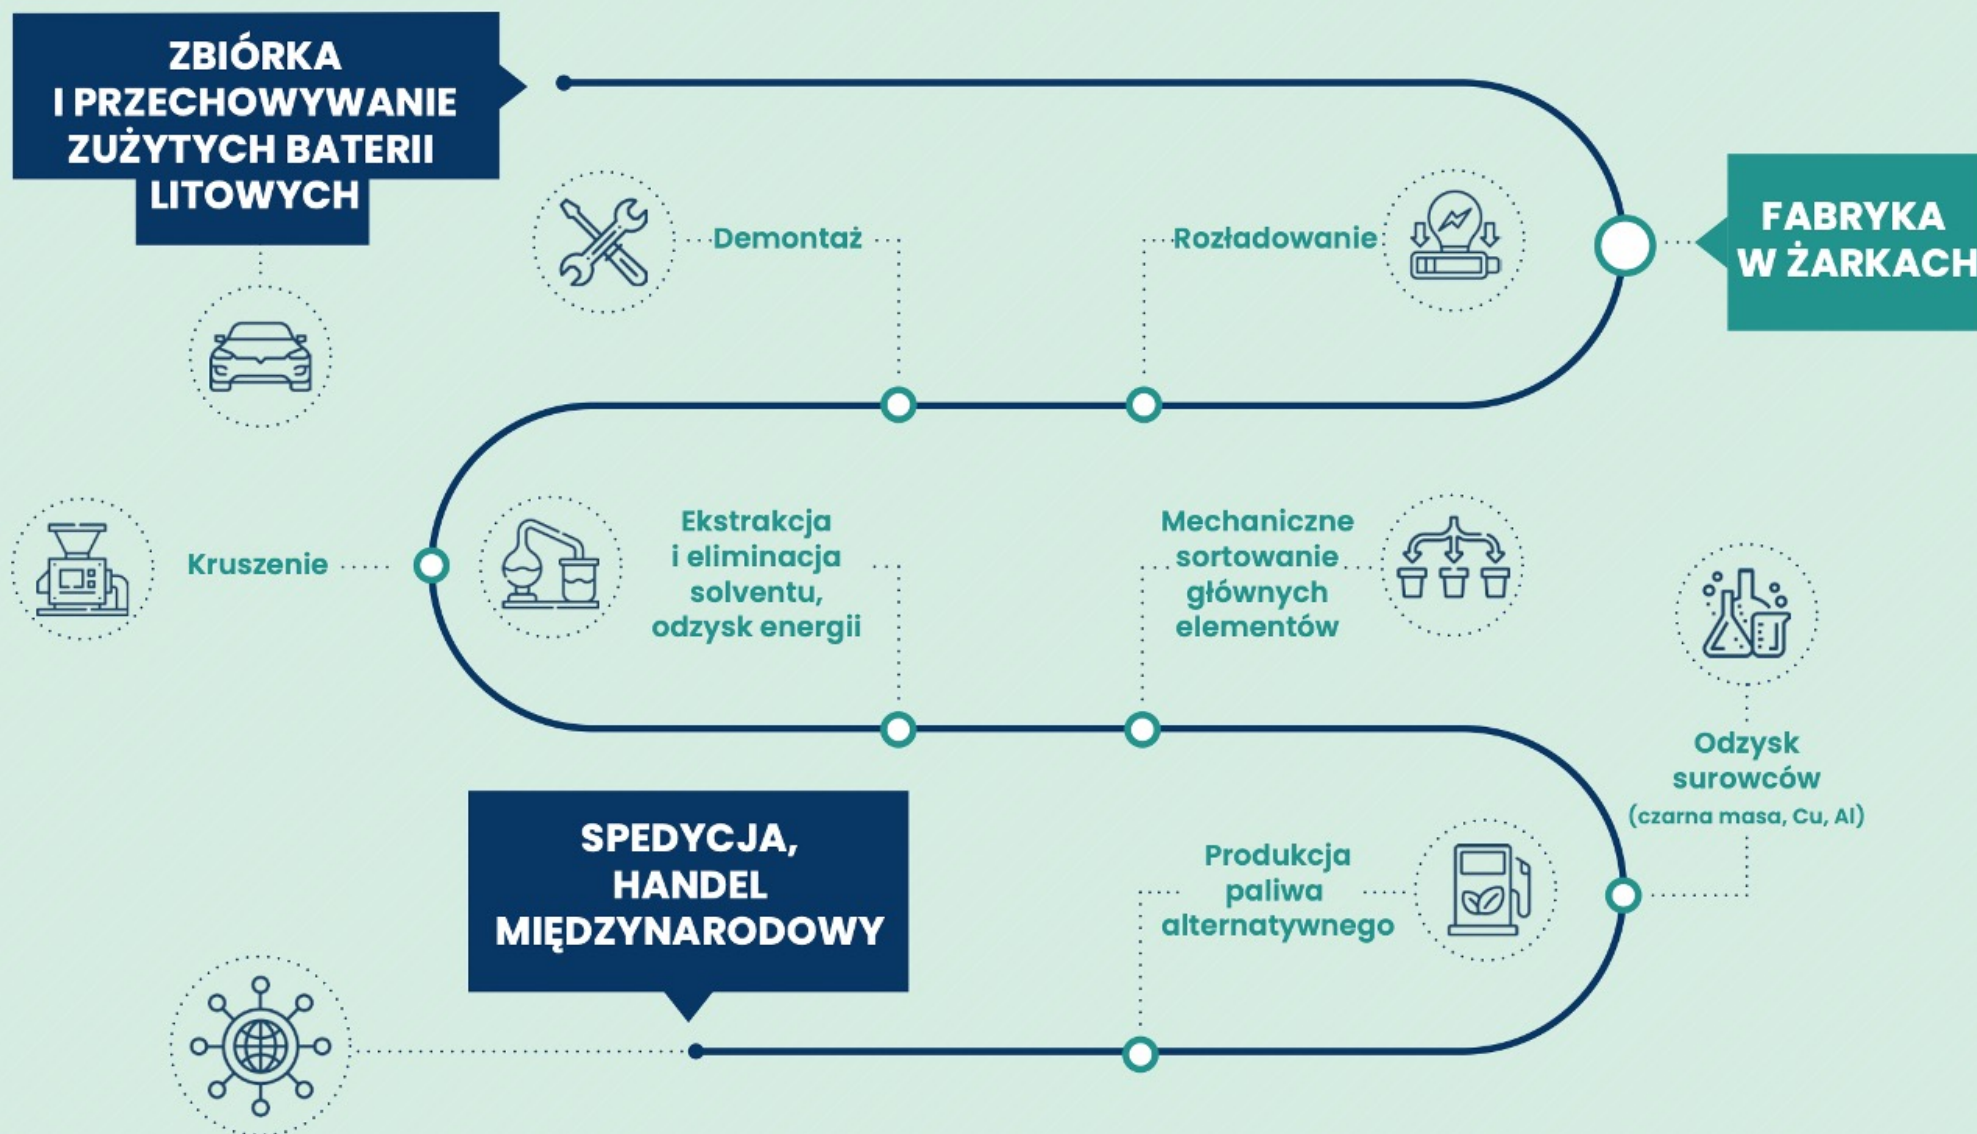 ZBIÓRKA
I PRZECHOWYWANIE
ZUŻYTYCH BATERII
LITOWYCH
FABRYKA
W ŻARKACH
Rozładowanie
Demontaż
Kruszenie
Ekstrakcja
i eliminacja
solventu,
odzysk energii
Mechaniczne
sortowanie
głównych
elementów
Odzysk
surowców
(czarna masa, Cu, Al)
Produkcja
paliwa
alternatywnego
SPEDYCJA,
HANDEL
MIĘDZYNARODOWY